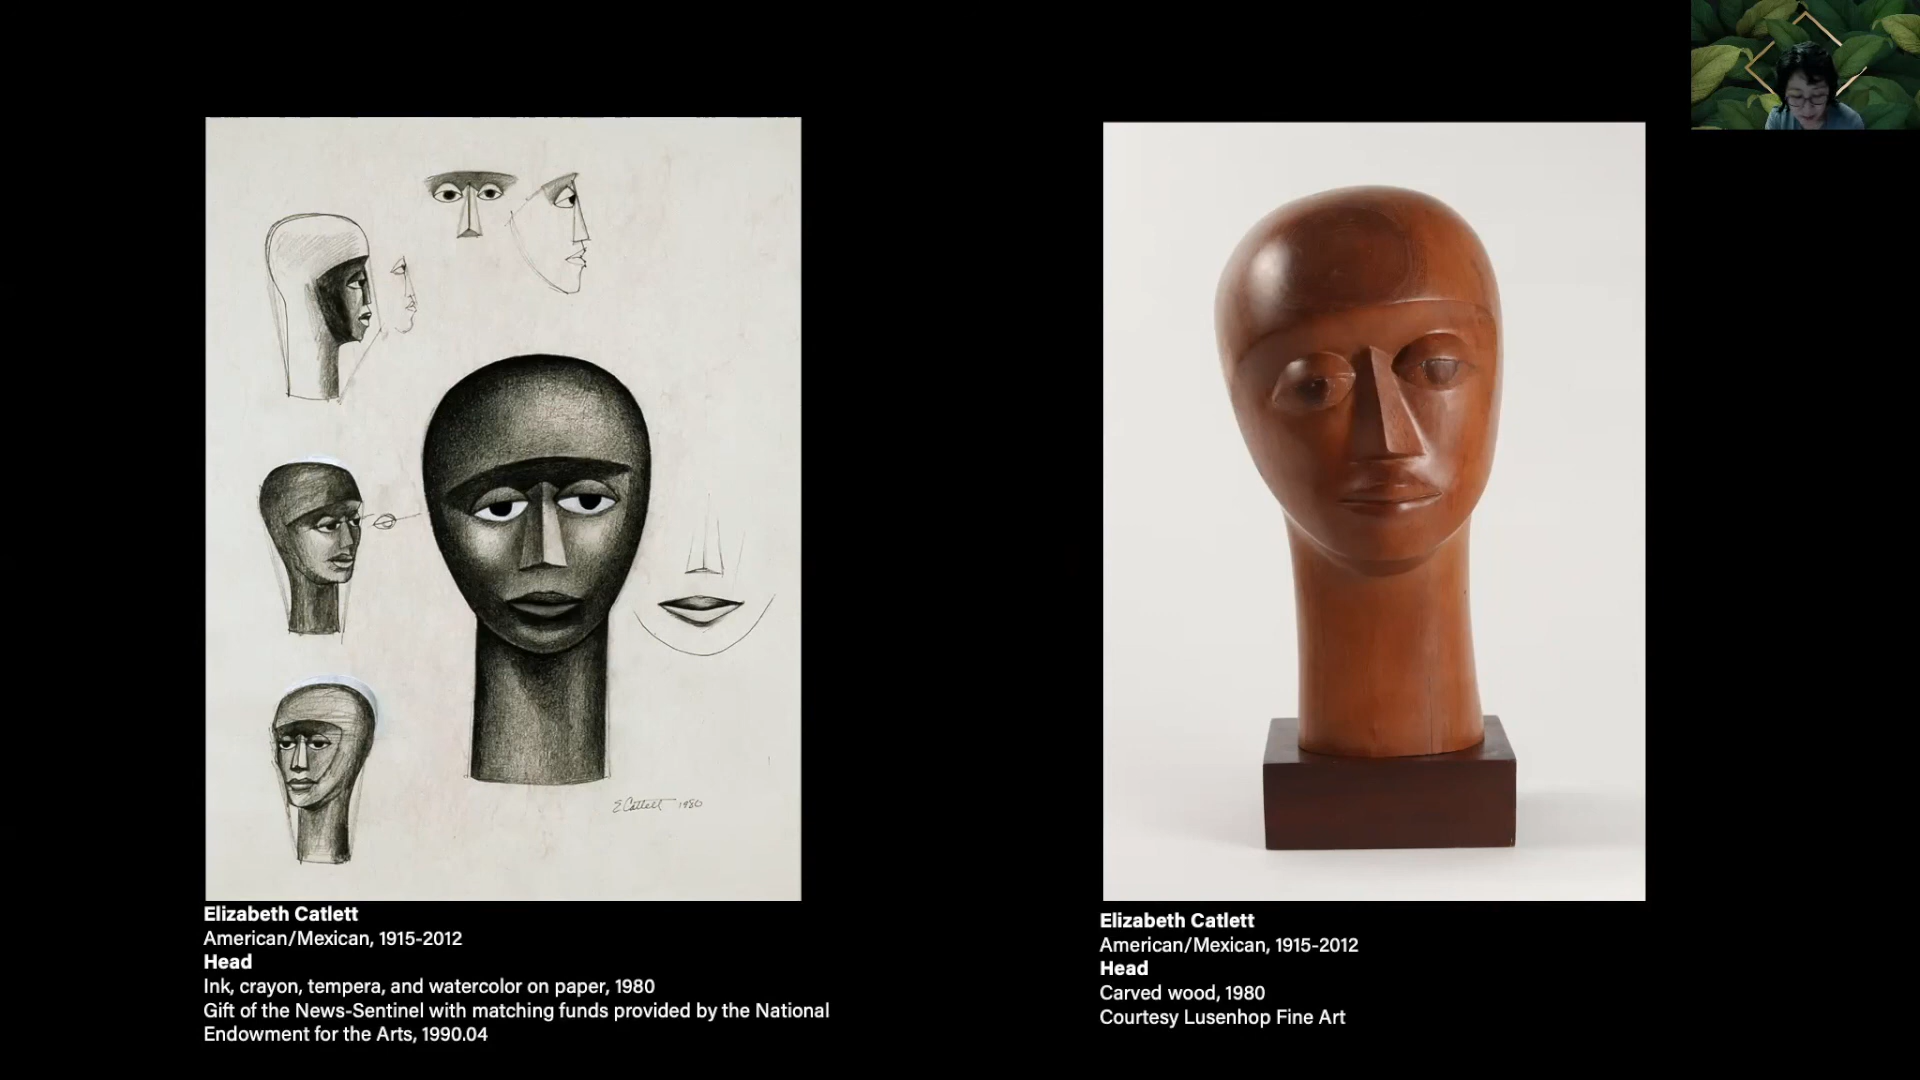 E Catlett 1980
Elizabeth Catlett
American/Mexican, 1915-2012
Head
Ink, crayon, tempera, and watercolor on paper, 1980
Gift of the News-Sentinel with matching funds provided by the National
Endowment for the Arts, 1990.04
Elizabeth Catlett
American/Mexican, 1915-2012
Head
Carved wood, 1980
Courtesy Lusenhop Fine Art